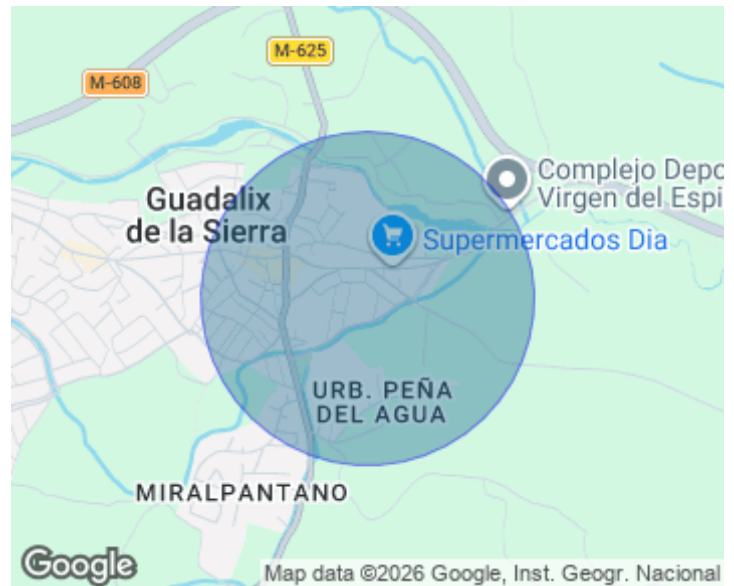 M-625
M-608
Complejo Depo
Virgen del Espi
Guadalix
de la Sierra
Supermercados Dia
URB. PEÑA
DEL AGUA
MIRALPANTANO
Google
Map data ©2026 Google, Inst. Geogr. Nacional